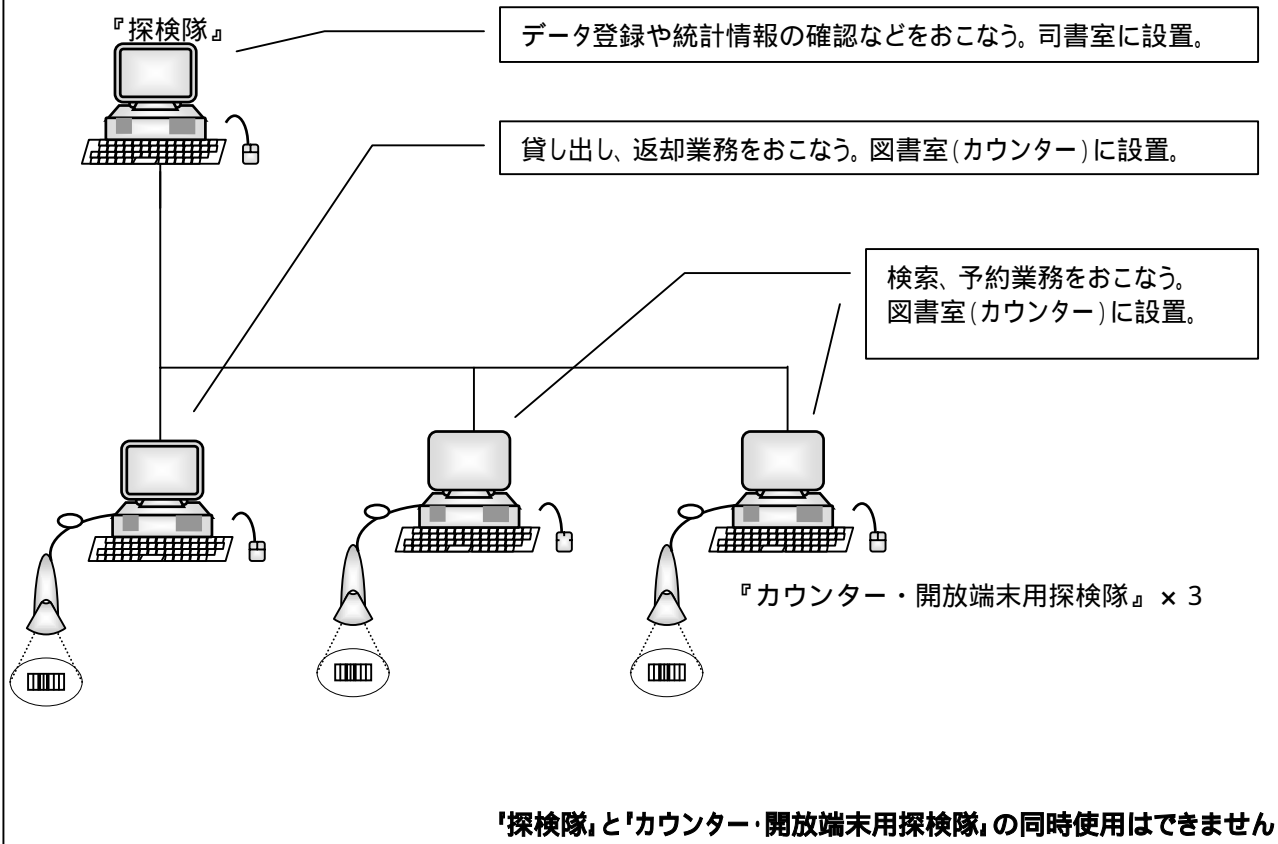 『探検隊』
データ登録や統計情報の確認などをおこなう。司書室に設置。
貸し出し、返却業務をおこなう。図書室(カウンター)に設置。
検索、予約業務をおこなう。
図書室(カウンター)に設置。
『カウンター・開放端末用探検隊』× 3
『探検隊』と『カウンター・開放端末用探検隊』の同時使用はできません